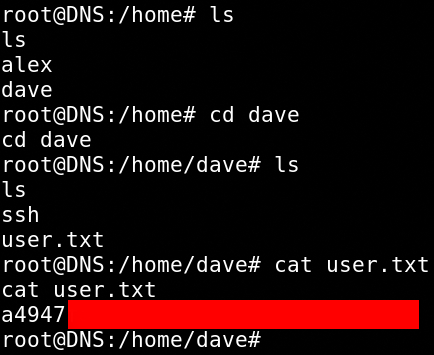 root@DNS:/home# ls
ls
alex
dave
root@DNS:/home# cd dave
cd dave
root@DNS:/home/dave# ls
ls
ssh
user.txt
root@DNS:/home/dave# cat user.txt
cat user.txt
a4947
root@DNS:/home/dave#